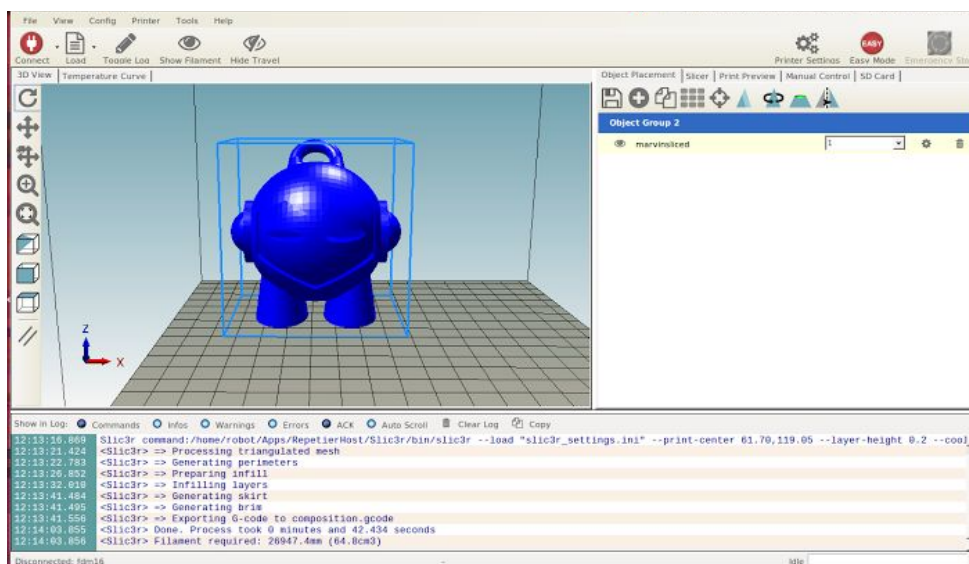 File View Config Printer Tools Help
Connect Load Toggle Log Show Filament Hide Travel Printer Settings Easy Mode Emergency Sto
EASY
3D View Temperature Curve Object Placement Slicer Print Preview Manual Control SD Card
Object Group 2
marvinsliced 1
Z
X
Show in Log: Commands Infos Warnings Errors ACK Auto Scroll Clear Log Copy
12:13:16.869 Slic3r command:/home/robot/Apps/RepetierHost/Slic3r/bin/slic3r --load "slic3r_settings.ini" --print-center 61.70,119.05 --layer-height 0.2 --cool
12:13:21.424 <Slic3r> => Processing triangulated mesh
12:13:22.783 <Slic3r> => Generating perimeters
12:13:26.852 <Slic3r> => Preparing infill
12:13:32.010 <Slic3r> => Infilling layers
12:13:41.484 <Slic3r> => Generating skirt
12:13:41.495 <Slic3r> => Generating brim
12:13:41.556 <Slic3r> => Exporting G-code to composition.gcode
12:14:03.855 <Slic3r> Done. Process took 0 minutes and 42.434 seconds
12:14:03.856 <Slic3r> Filament required: 26947.4mm (64.8cm3)
Disconnected: fdm16 - Idle